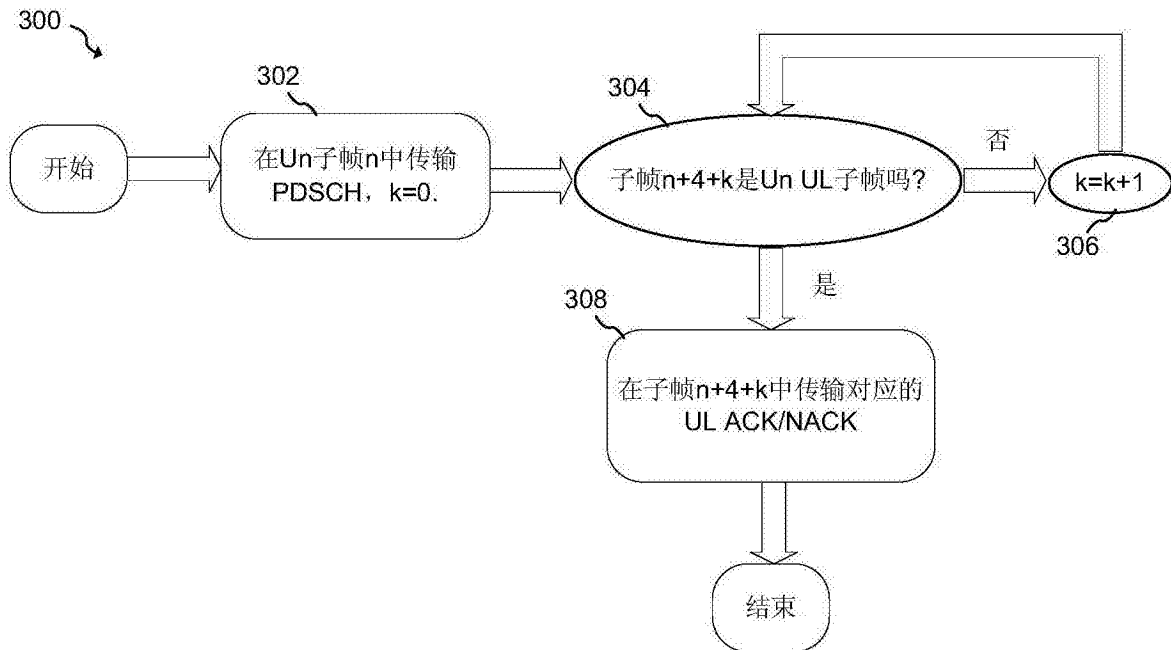 300
302
304
开始
在Un子帧n中传输
PDSCH，k=0.
子帧n+4+k是Un UL子帧吗?
否
k=k+1
306
是
308
在子帧n+4+k中传输对应的
UL ACK/NACK
结束